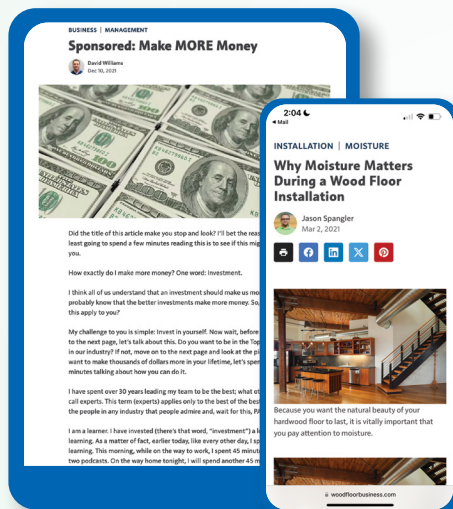 BUSINESS | MANAGEMENT
Sponsored: Make MORE Money
David Williams
Dec 10, 2021
Did the title of this article make you stop and look? I'll bet the reas
least going to spend a few minutes reading this is to see if this mig
you.
How exactly do I make more money? One word: Investment.
I think all of us understand that an investment should make us mo
probably know that the better investments make more money. So,
this apply to you?
My challenge to you is simple: Invest in yourself. Now wait, before
to the next page, let's talk about this. Do you want to be in the Top
in our industry? If not, move on to the next page and look at the pi
want to make thousands of dollars more in your lifetime, let's spen
minutes talking about how you can do it.
I have spent over 30 years leading my team to be the best; what ot
call experts. This term (experts) applies only to the best of the best
the people in any industry that people admire and, wait for this, PA
I am a learner. I have invested (there's that word, "investment") a l
learning. As a matter of fact, earlier today, like every other day, I sp
learning. This morning, while on the way to work, I spent 45 minut
two podcasts. On the way home tonight, I will spend another 45 m
2:04
Mail
INSTALLATION | MOISTURE
Why Moisture Matters
During a Wood Floor
Installation
Jason Spangler
Mar 2, 2021
Because you want the natural beauty of your
hardwood floor to last, it is vitally important that
you pay attention to moisture.
woodfloorbusiness.com